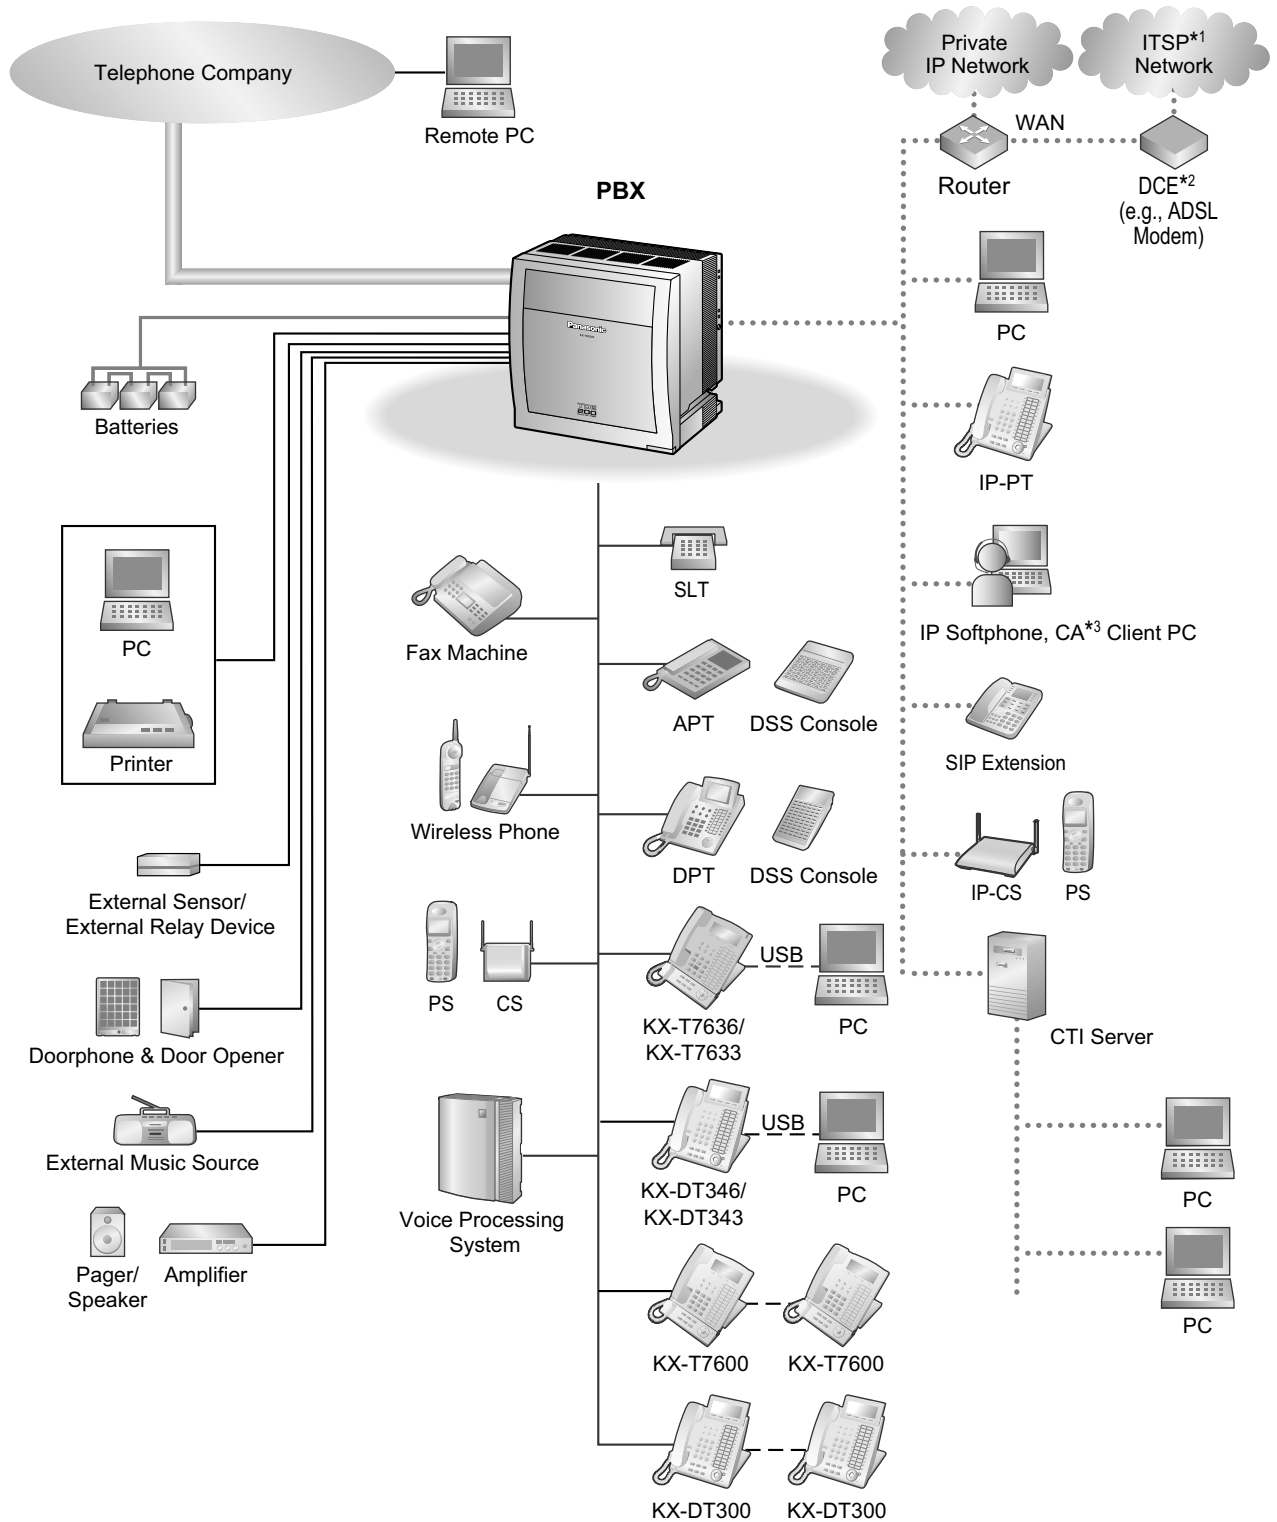 Telephone Company
Remote PC
Private
IP Network
ITSP*1
Network
WAN
Router
DCE*2
(e.g., ADSL
Modem)
PBX
Panasonic
TDE
200
Batteries
PC
IP-PT
PC
Printer
Fax Machine
SLT
IP Softphone, CA*3 Client PC
APT
DSS Console
SIP Extension
Wireless Phone
DPT
DSS Console
IP-CS
PS
External Sensor/
External Relay Device
PS
CS
USB
KX-T7636/
KX-T7633
PC
CTI Server
Doorphone & Door Opener
External Music Source
USB
KX-DT346/
KX-DT343
PC
PC
Voice Processing
System
Pager/
Speaker
Amplifier
PC
KX-T7600
KX-T7600
KX-DT300
KX-DT300